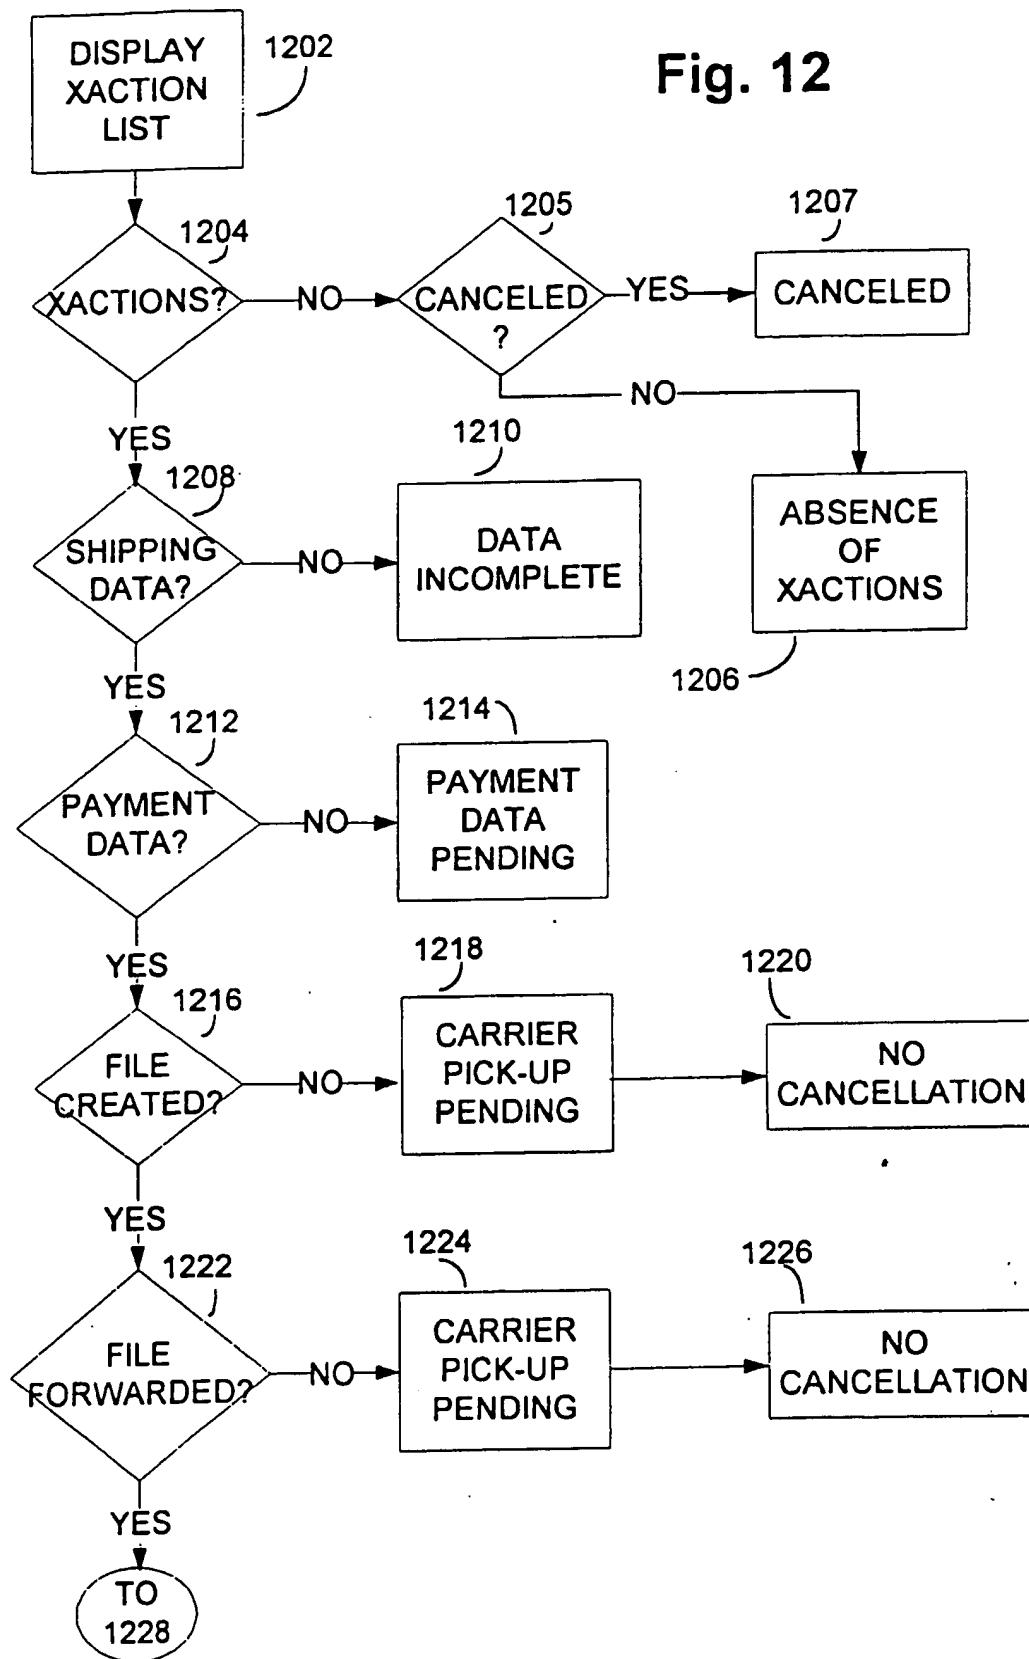 Fig. 12
DISPLAY
XACTION
LIST
1202
1204
XACTIONS?
NO
1205
CANCELED
?
YES
1207
CANCELED
NO
ABSENCE
OF
XACTIONS
1206
YES
1208
SHIPPING
DATA?
NO
1210
DATA
INCOMPLETE
YES
1212
PAYMENT
DATA?
NO
1214
PAYMENT
DATA
PENDING
YES
1216
FILE
CREATED?
NO
1218
CARRIER
PICK-UP
PENDING
1220
NO
CANCELLATION
YES
1222
FILE
FORWARDED?
NO
1224
CARRIER
PICK-UP
PENDING
1226
NO
CANCELLATION
YES
TO
1228